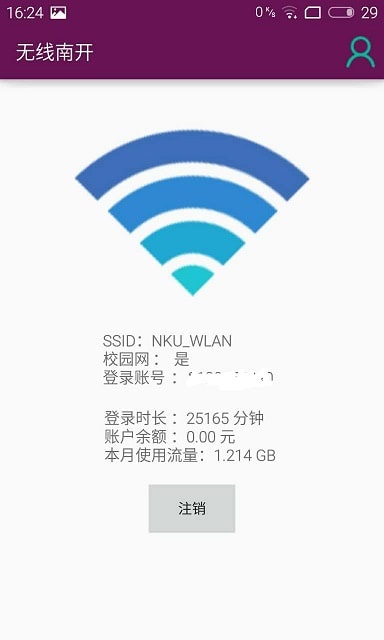 16:24 0 K/s 29
无线南开
SSID：NKU_WLAN
校园网： 是
登录账号：
登录时长：25165 分钟
账户余额：0.00 元
本月使用流量：1.214 GB
注销